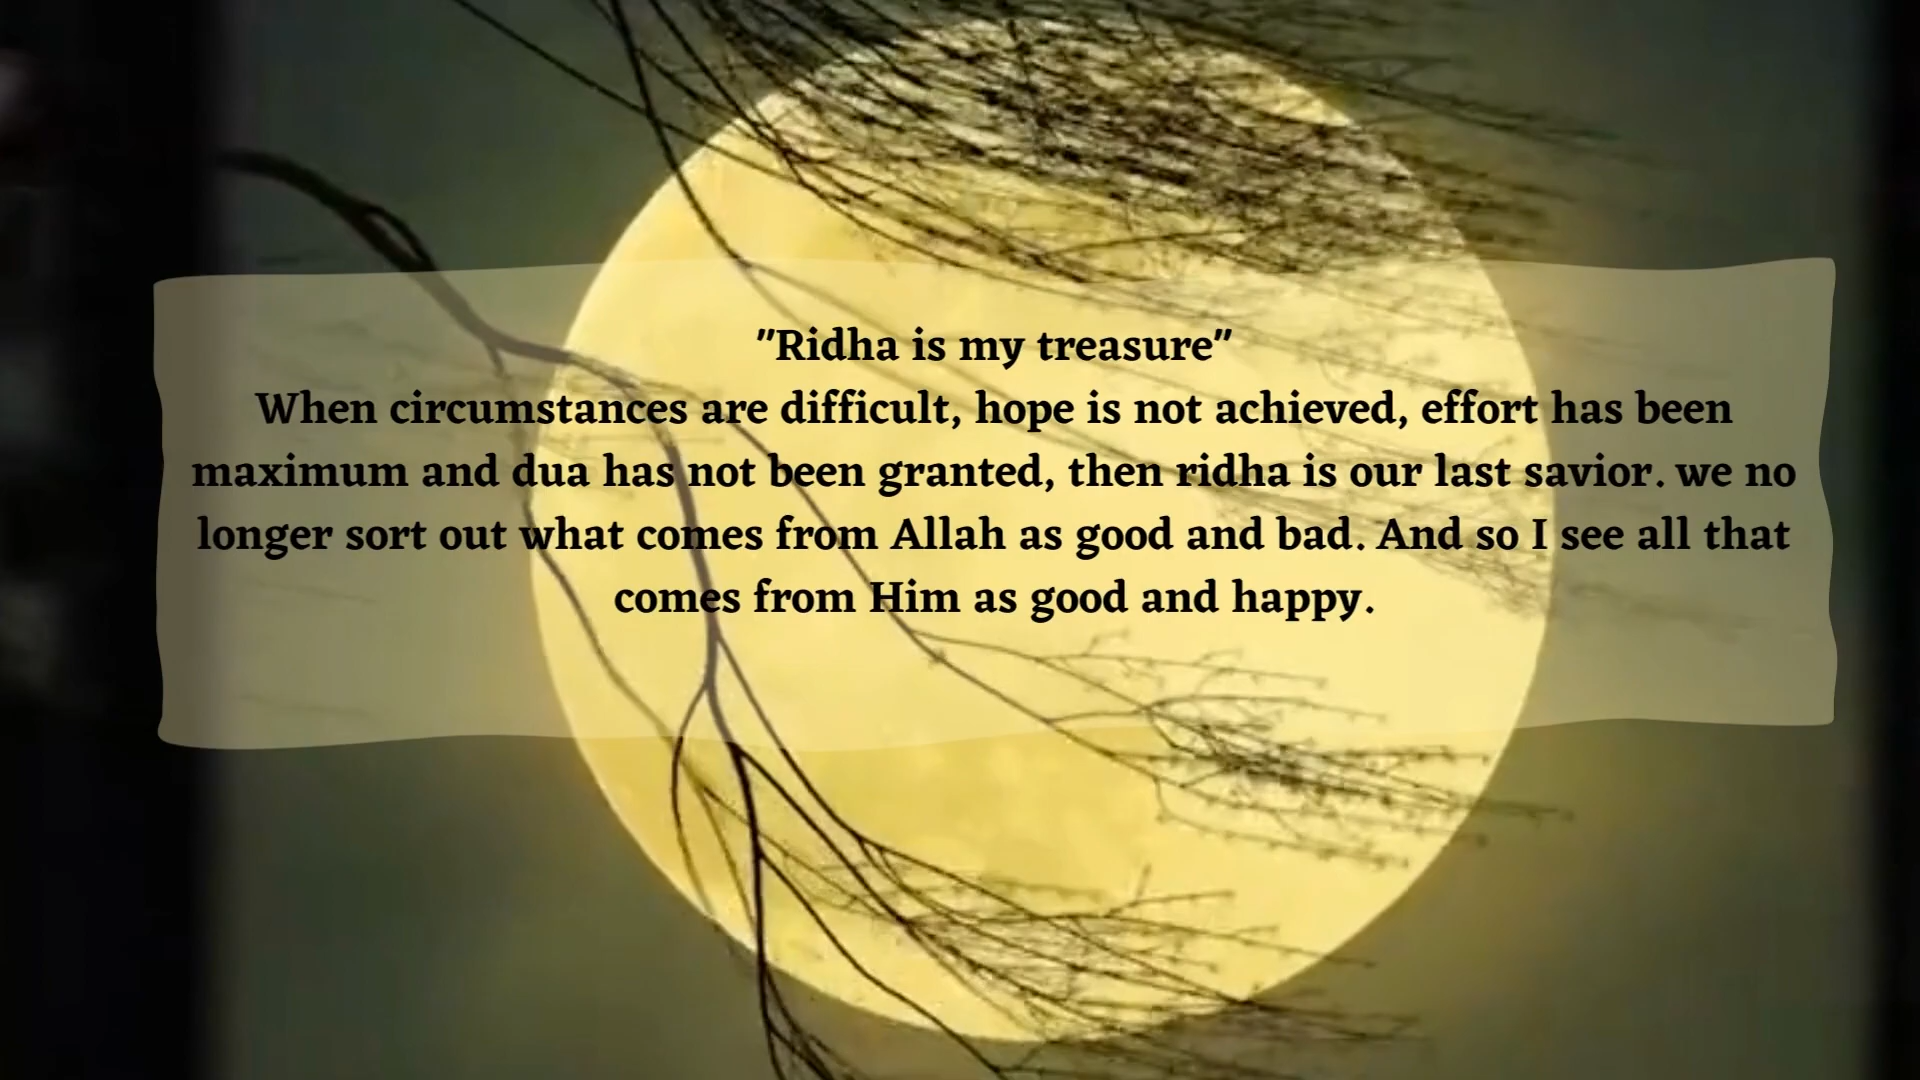 "Ridha is my treasure"
When circumstances are difficult, hope is not achieved, effort has been
maximum and dua has not been granted, then ridha is our last savior. we no
longer sort out what comes from Allah as good and bad. And so I see all that
comes from Him as good and happy.